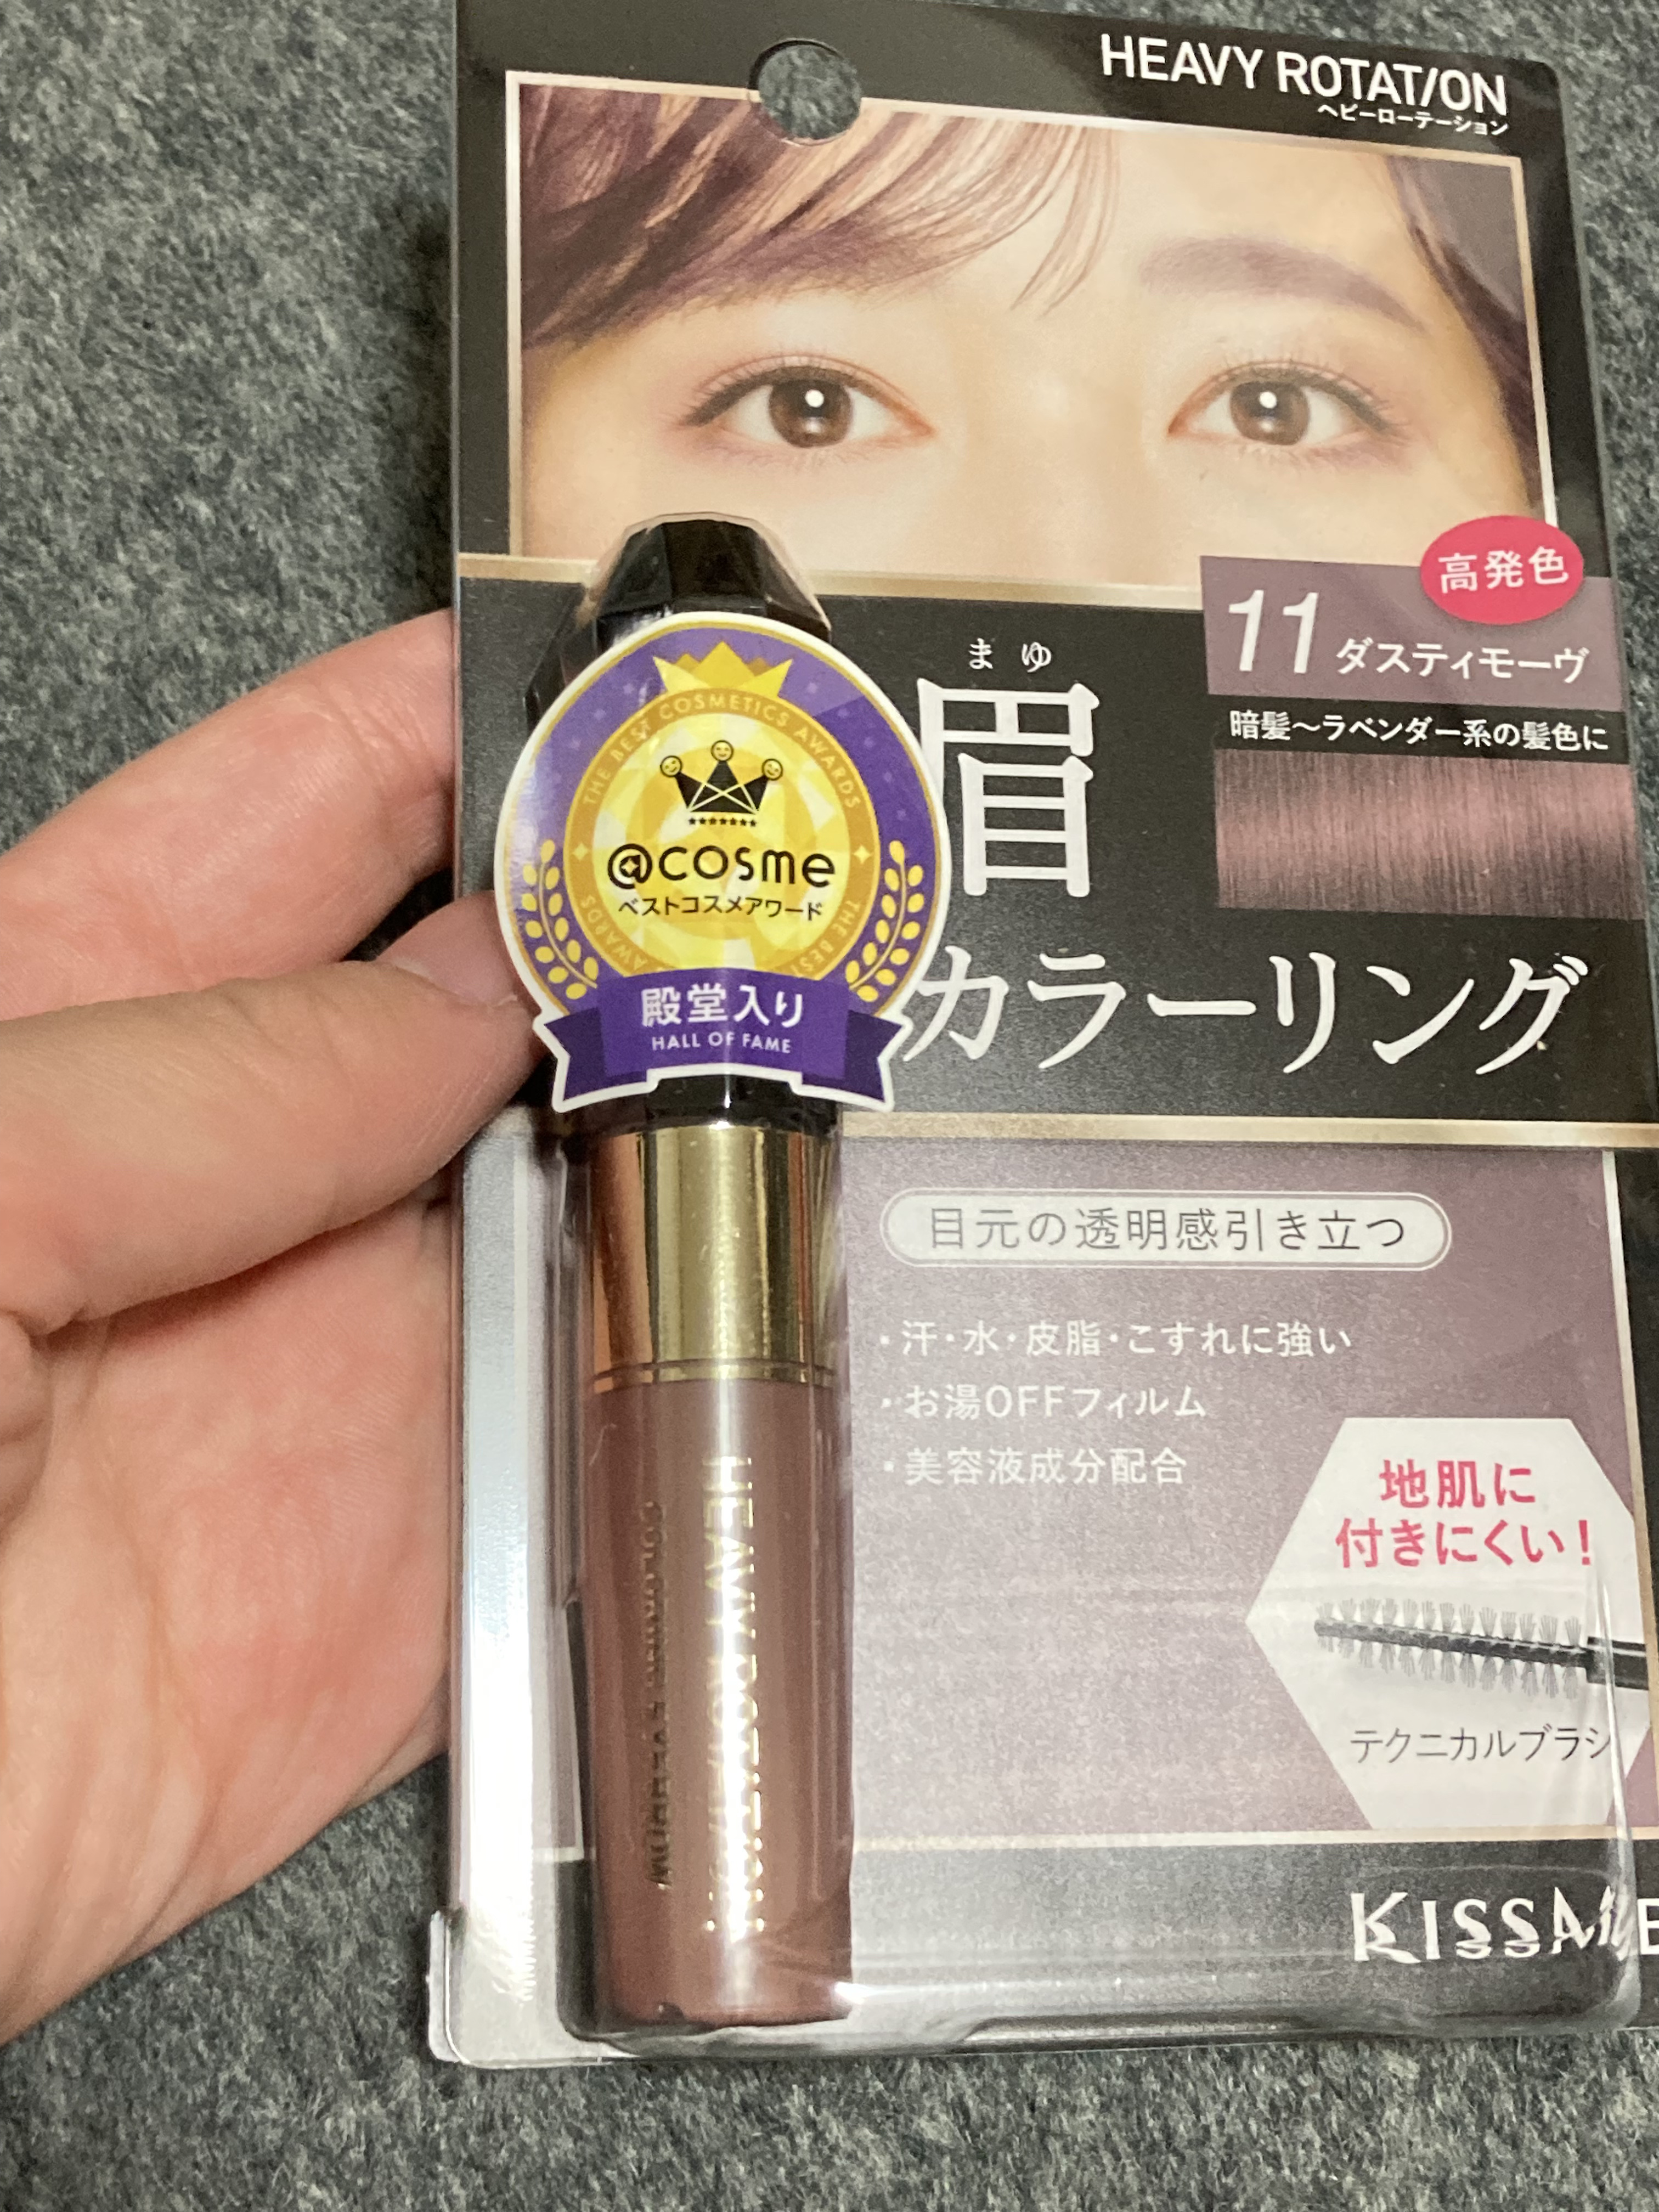 HEAVY ROTATION
ヘビーローテーション
高発色
11 ダスティモーヴ
暗髪～ラベンダー系の髪色に
まゆ
眉
カラーリング
THE BEST COSMETICS AWARDS
@cosme
ベストコスメアワード
殿堂入り
HALL OF FAME
目元の透明感引き立つ
・汗・水・皮脂・こすれに強い
・お湯OFFフィルム
・美容液成分配合
地肌に
付きにくい！
テクニカルブラシ
HEAVY ROTATION
COLORING EYEBROW
KISSME